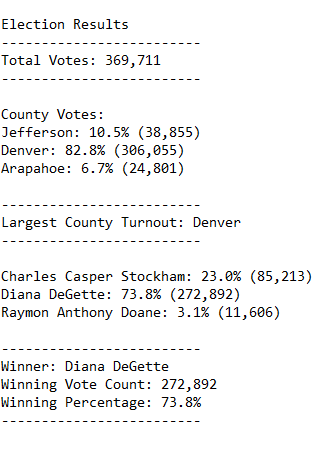 Election Results
-------------------------
Total Votes: 369,711
-------------------------
County Votes:
Jefferson: 10.5% (38,855)
Denver: 82.8% (306,055)
Arapahoe: 6.7% (24,801)
-------------------------
Largest County Turnout: Denver
-------------------------
Charles Casper Stockham: 23.0% (85,213)
Diana DeGette: 73.8% (272,892)
Raymon Anthony Doane: 3.1% (11,606)
-------------------------
Winner: Diana DeGette
Winning Vote Count: 272,892
Winning Percentage: 73.8%
-------------------------